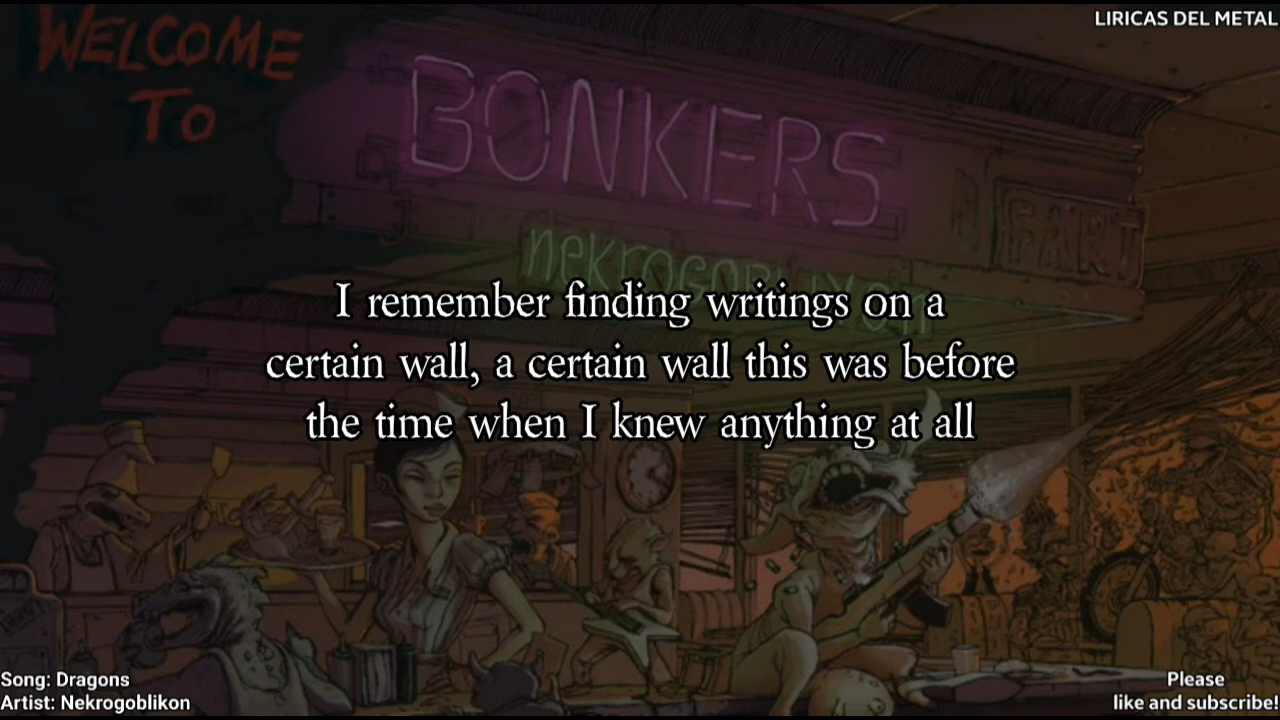 LIRICAS DEL METAL
WELCOME
TO
BONKERS
nekrogoblikon
I remember finding writings on a
certain wall, a certain wall this was before
the time when I knew anything at all
Song: Dragons
Artist: Nekrogoblikon
Please
like and subscribe!